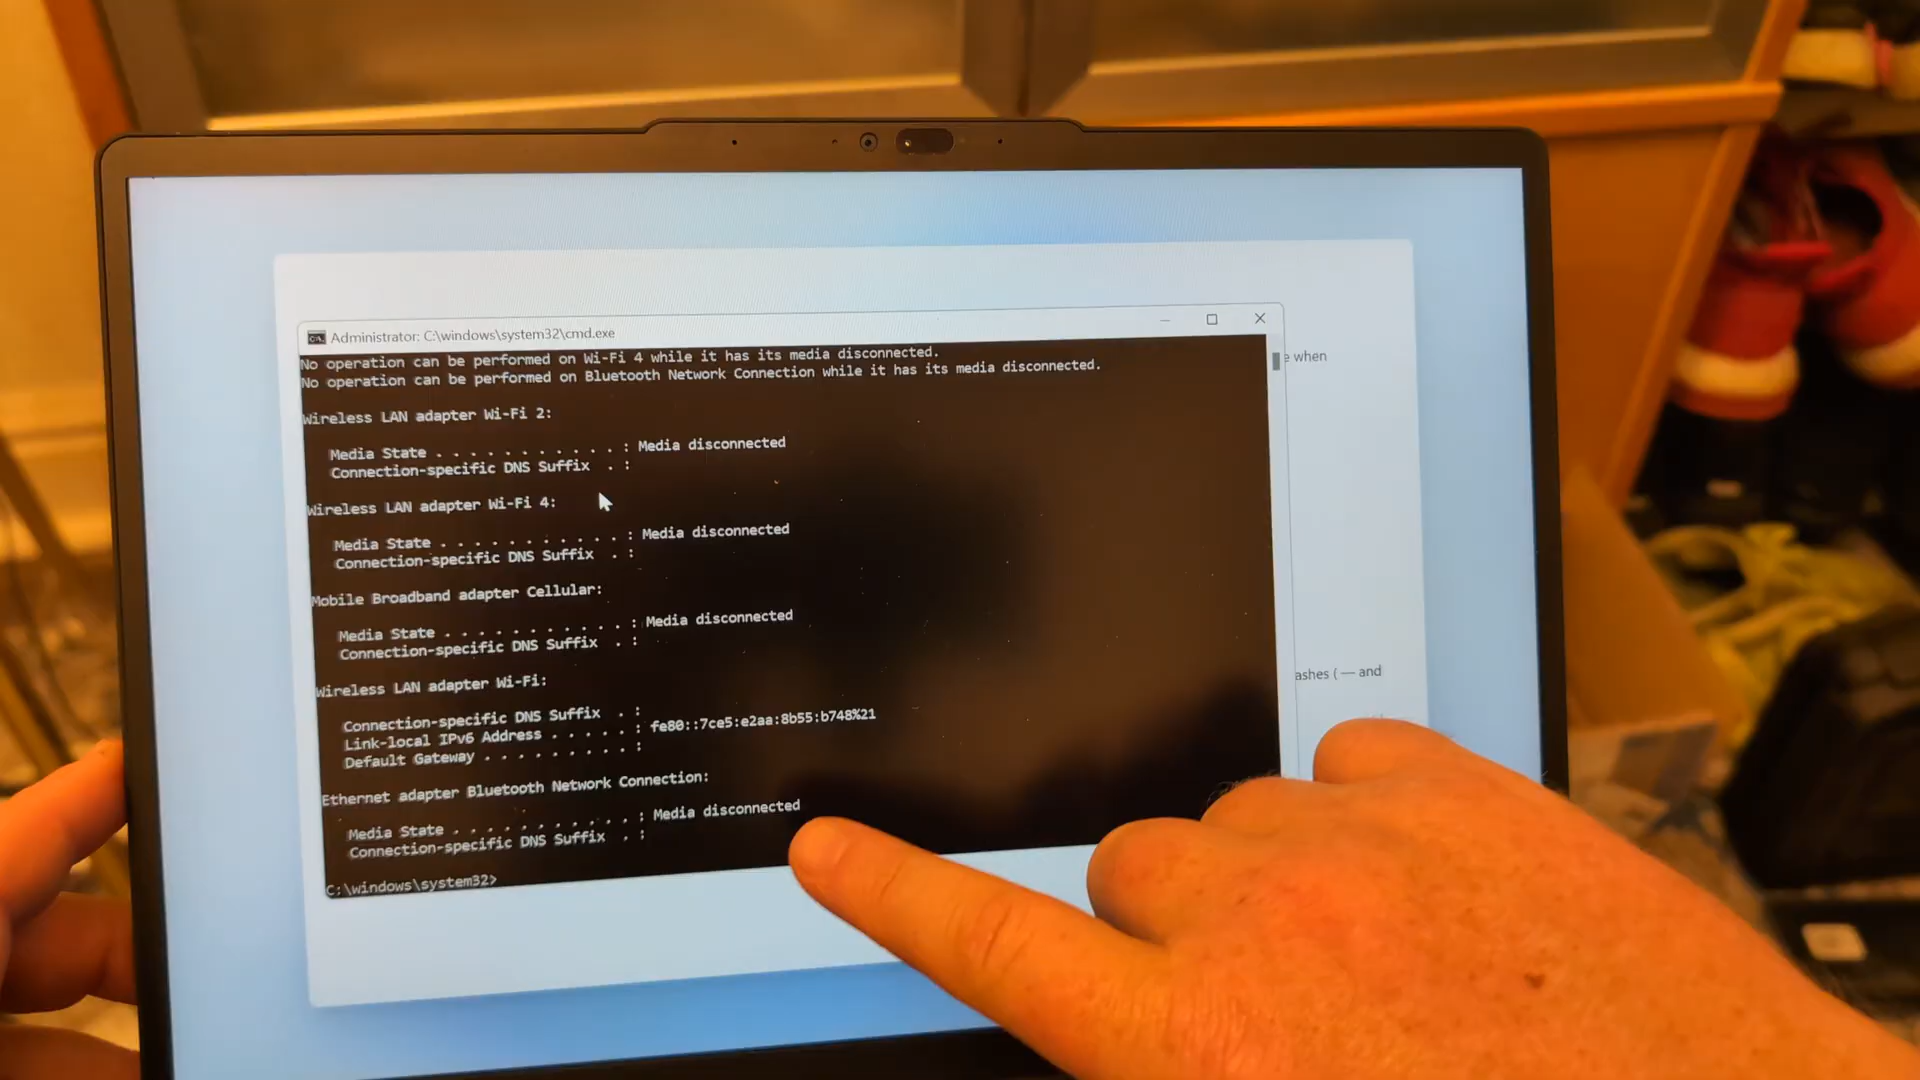 Administrator: C:\windows\system32\cmd.exe
No operation can be performed on Wi-Fi 4 while it has its media disconnected.
No operation can be performed on Bluetooth Network Connection while it has its media disconnected.
Wireless LAN adapter Wi-Fi 2:
Media State . . . . . . . . . . . : Media disconnected
Connection-specific DNS Suffix . :
Wireless LAN adapter Wi-Fi 4:
Media State . . . . . . . . . . . : Media disconnected
Connection-specific DNS Suffix . :
Mobile Broadband adapter Cellular:
Media State . . . . . . . . . . . : Media disconnected
Connection-specific DNS Suffix . :
Wireless LAN adapter Wi-Fi:
Connection-specific DNS Suffix . :
Link-local IPv6 Address . . . . . : fe80::7ce5:e2aa:8b55:b748%21
Default Gateway . . . . . . . . . :
Ethernet adapter Bluetooth Network Connection:
Media State . . . . . . . . . . . : Media disconnected
Connection-specific DNS Suffix . :
C:\windows\system32>
e when
ashes (— and